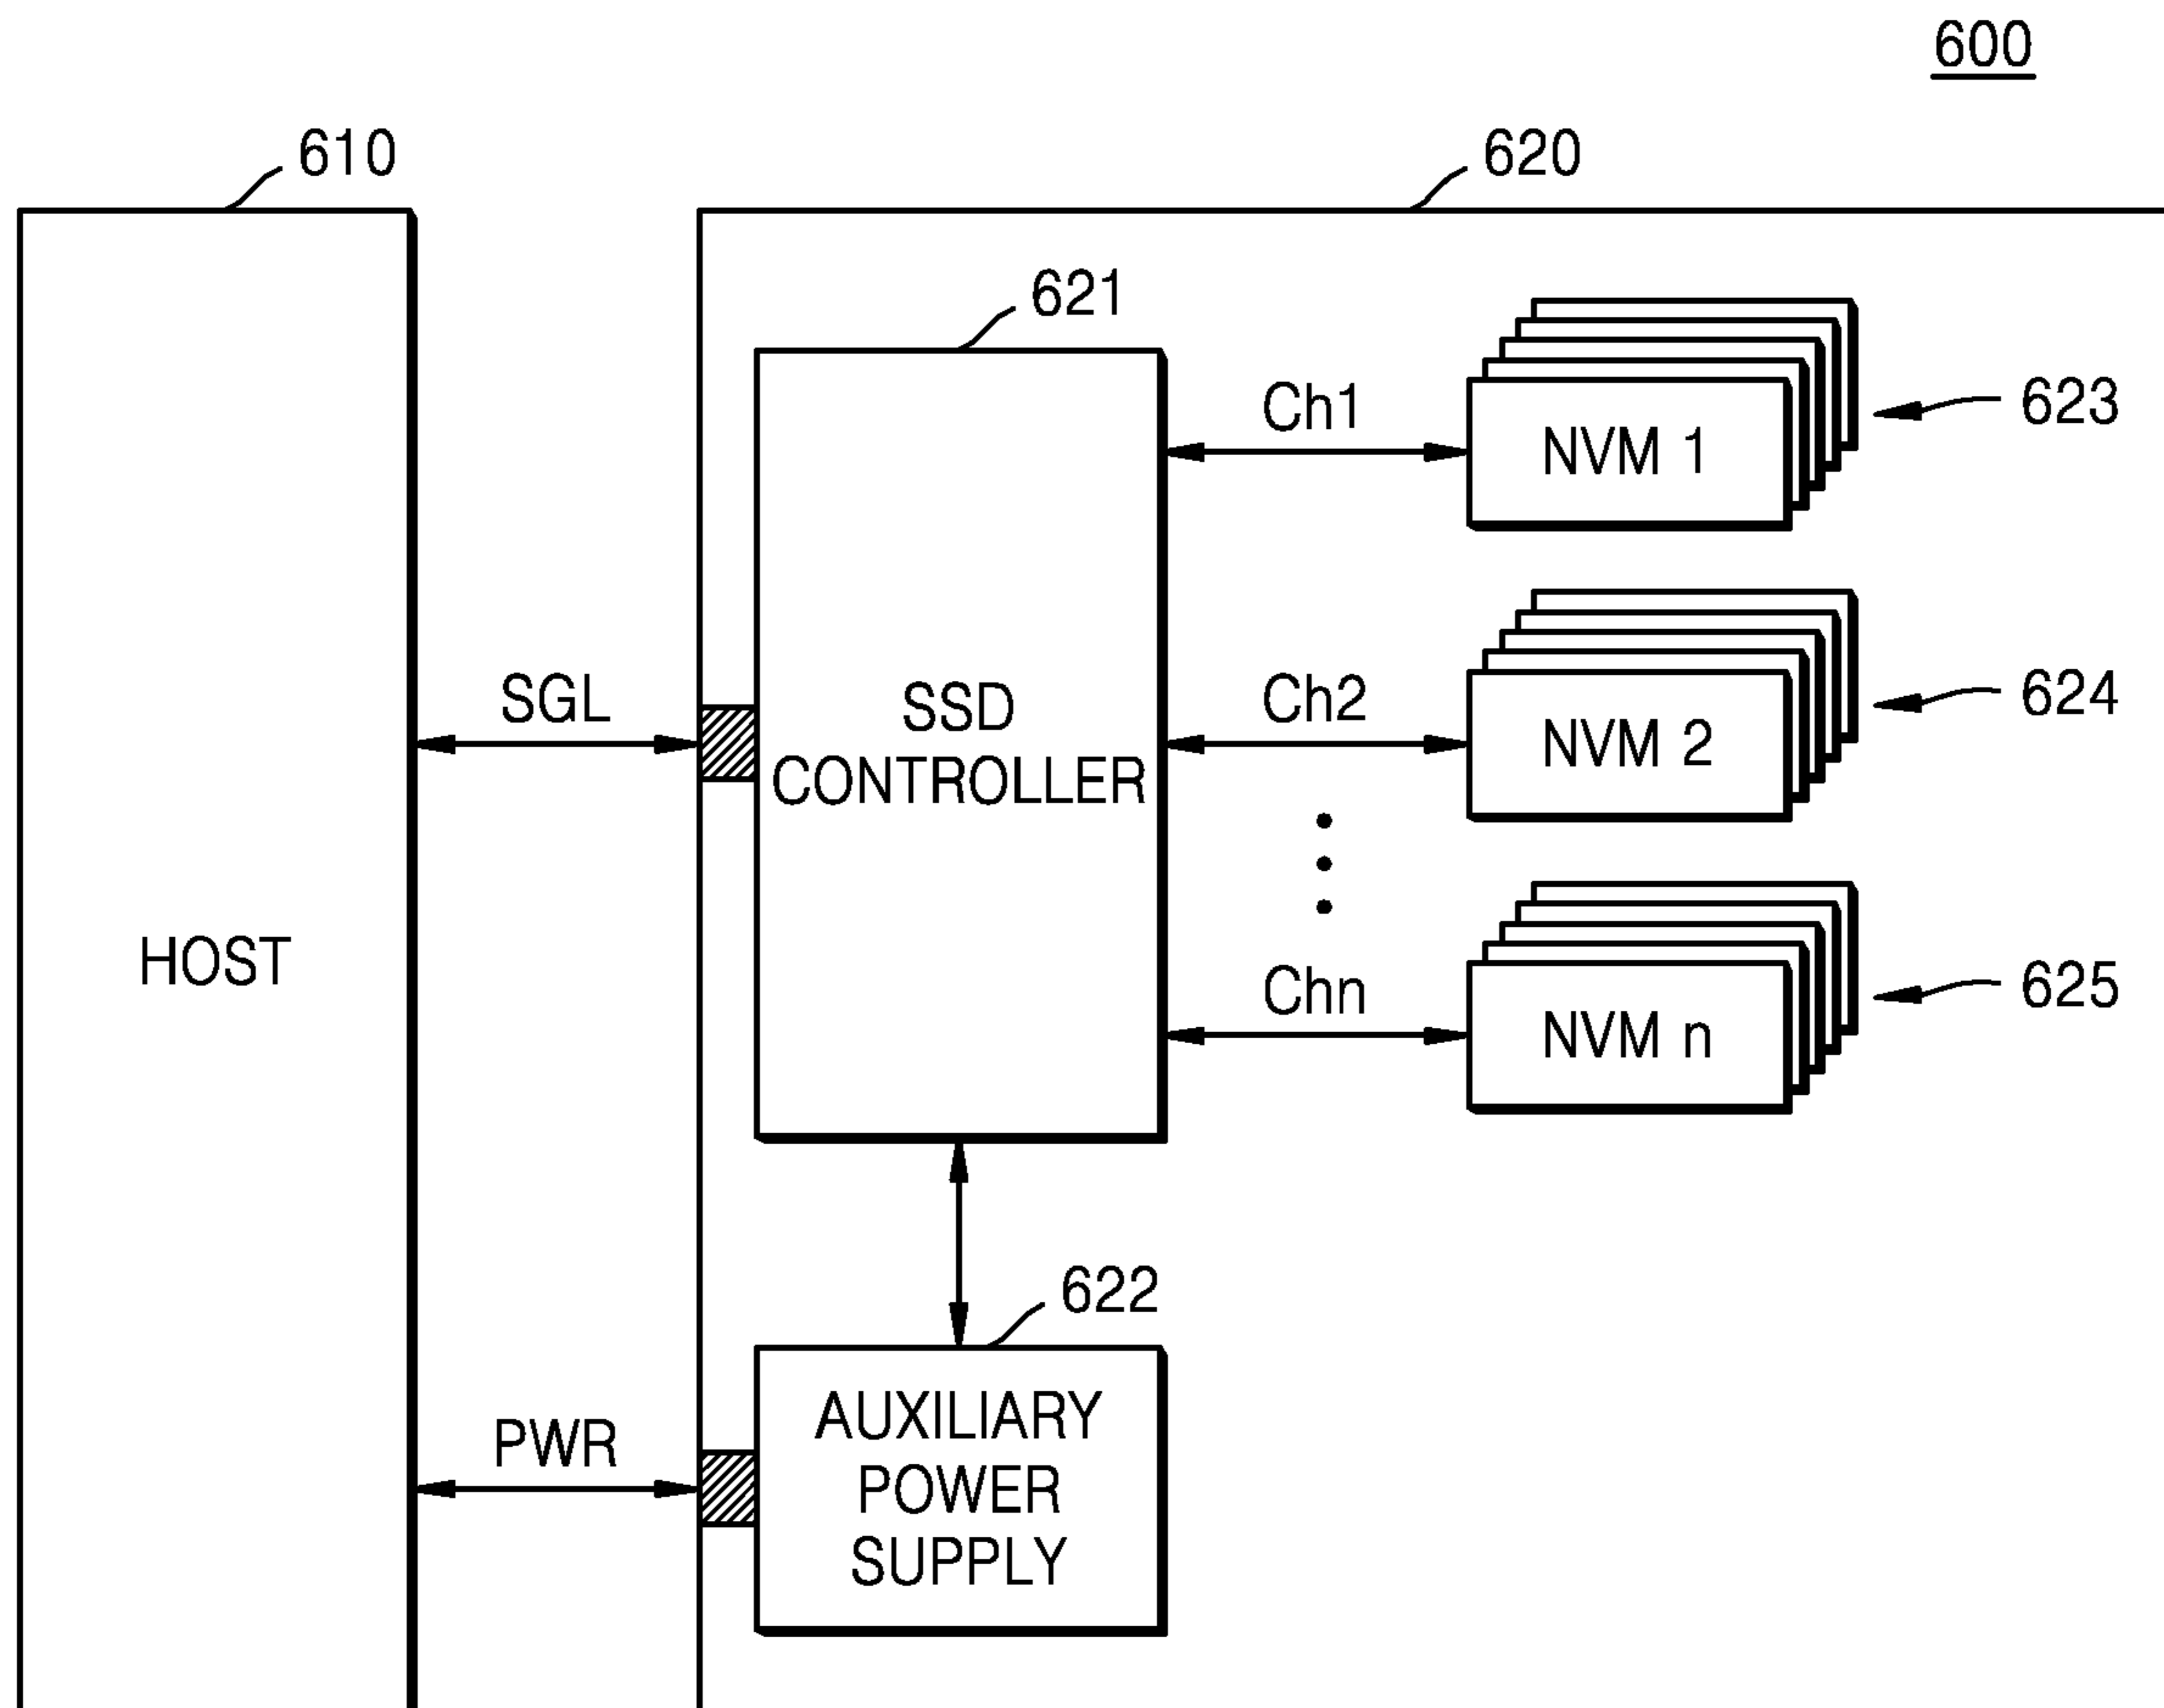 600
610
620
621
Ch1
NVM 1
623
SGL
SSD
CONTROLLER
Ch2
NVM 2
624
HOST
Chn
NVM n
625
622
PWR
AUXILIARY
POWER
SUPPLY